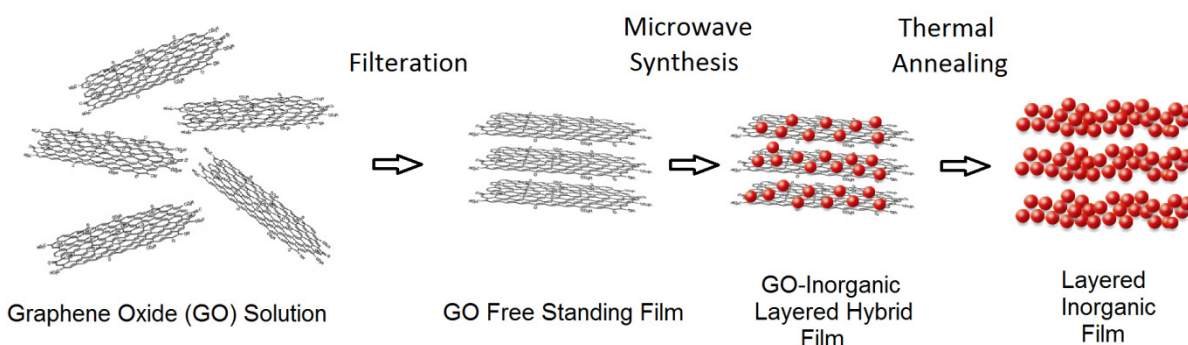 Filteration
Microwave
Synthesis
Thermal
Annealing
Graphene Oxide (GO) Solution
GO Free Standing Film
GO-Inorganic
Layered Hybrid
Film
Layered
Inorganic
Film